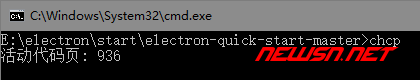 C:\Windows\System32\cmd.exe
E:\electron\start\electron-quick-start-master>chcp
活动代码页: 936
NEWSN.NET